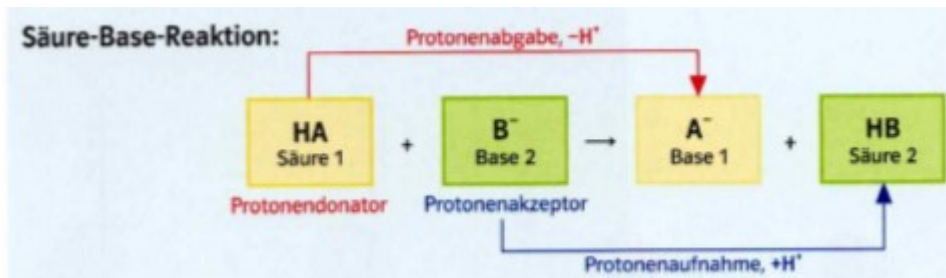 Säure-Base-Reaktion:
Protonenabgabe, –H⁺
HA + B⁻ → A⁻ + HB
Säure 1 Base 2 Base 1 Säure 2
Protonendonator Protonenakzeptor
Protonenaufnahme, +H⁺